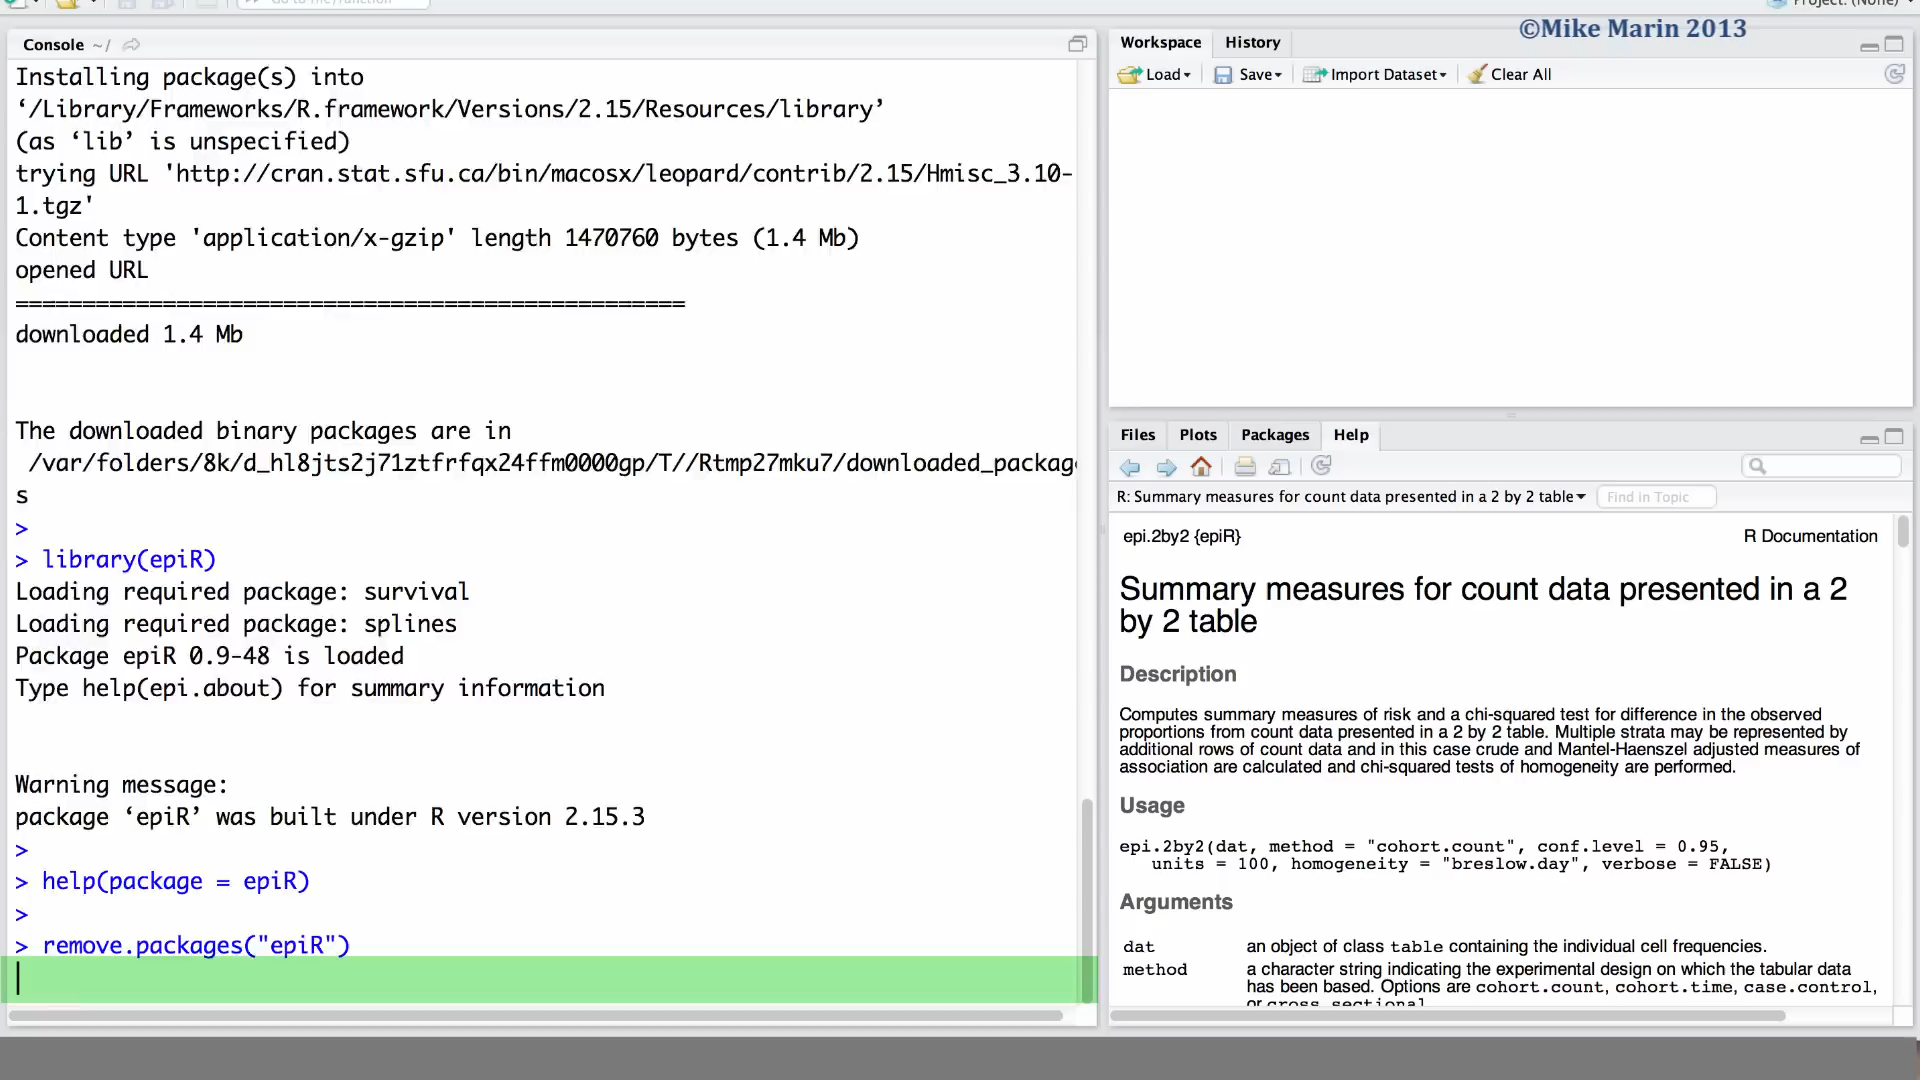 Project: (None)
©Mike Marin 2013
Console ~/
Installing package(s) into
‘/Library/Frameworks/R.framework/Versions/2.15/Resources/library’
(as ‘lib’ is unspecified)
trying URL 'http://cran.stat.sfu.ca/bin/macosx/leopard/contrib/2.15/Hmisc_3.10-
1.tgz'
Content type 'application/x-gzip' length 1470760 bytes (1.4 Mb)
opened URL
==================================================
downloaded 1.4 Mb
The downloaded binary packages are in
/var/folders/8k/d_hl8jts2j71ztfrfqx24ffm0000gp/T//Rtmp27mku7/downloaded_package
s
>
> library(epiR)
Loading required package: survival
Loading required package: splines
Package epiR 0.9-48 is loaded
Type help(epi.about) for summary information
Warning message:
package ‘epiR’ was built under R version 2.15.3
>
> help(package = epiR)
>
> remove.packages("epiR")
Workspace History
Load Save Import Dataset Clear All
Files Plots Packages Help
R: Summary measures for count data presented in a 2 by 2 table Find in Topic
epi.2by2 {epiR} R Documentation
Summary measures for count data presented in a 2
by 2 table
Description
Computes summary measures of risk and a chi-squared test for difference in the observed
proportions from count data presented in a 2 by 2 table. Multiple strata may be represented by
additional rows of count data and in this case crude and Mantel-Haenszel adjusted measures of
association are calculated and chi-squared tests of homogeneity are performed.
Usage
epi.2by2(dat, method = "cohort.count", conf.level = 0.95,
units = 100, homogeneity = "breslow.day", verbose = FALSE)
Arguments
dat an object of class table containing the individual cell frequencies.
method a character string indicating the experimental design on which the tabular data
has been based. Options are cohort.count, cohort.time, case.control,
or cross.sectional